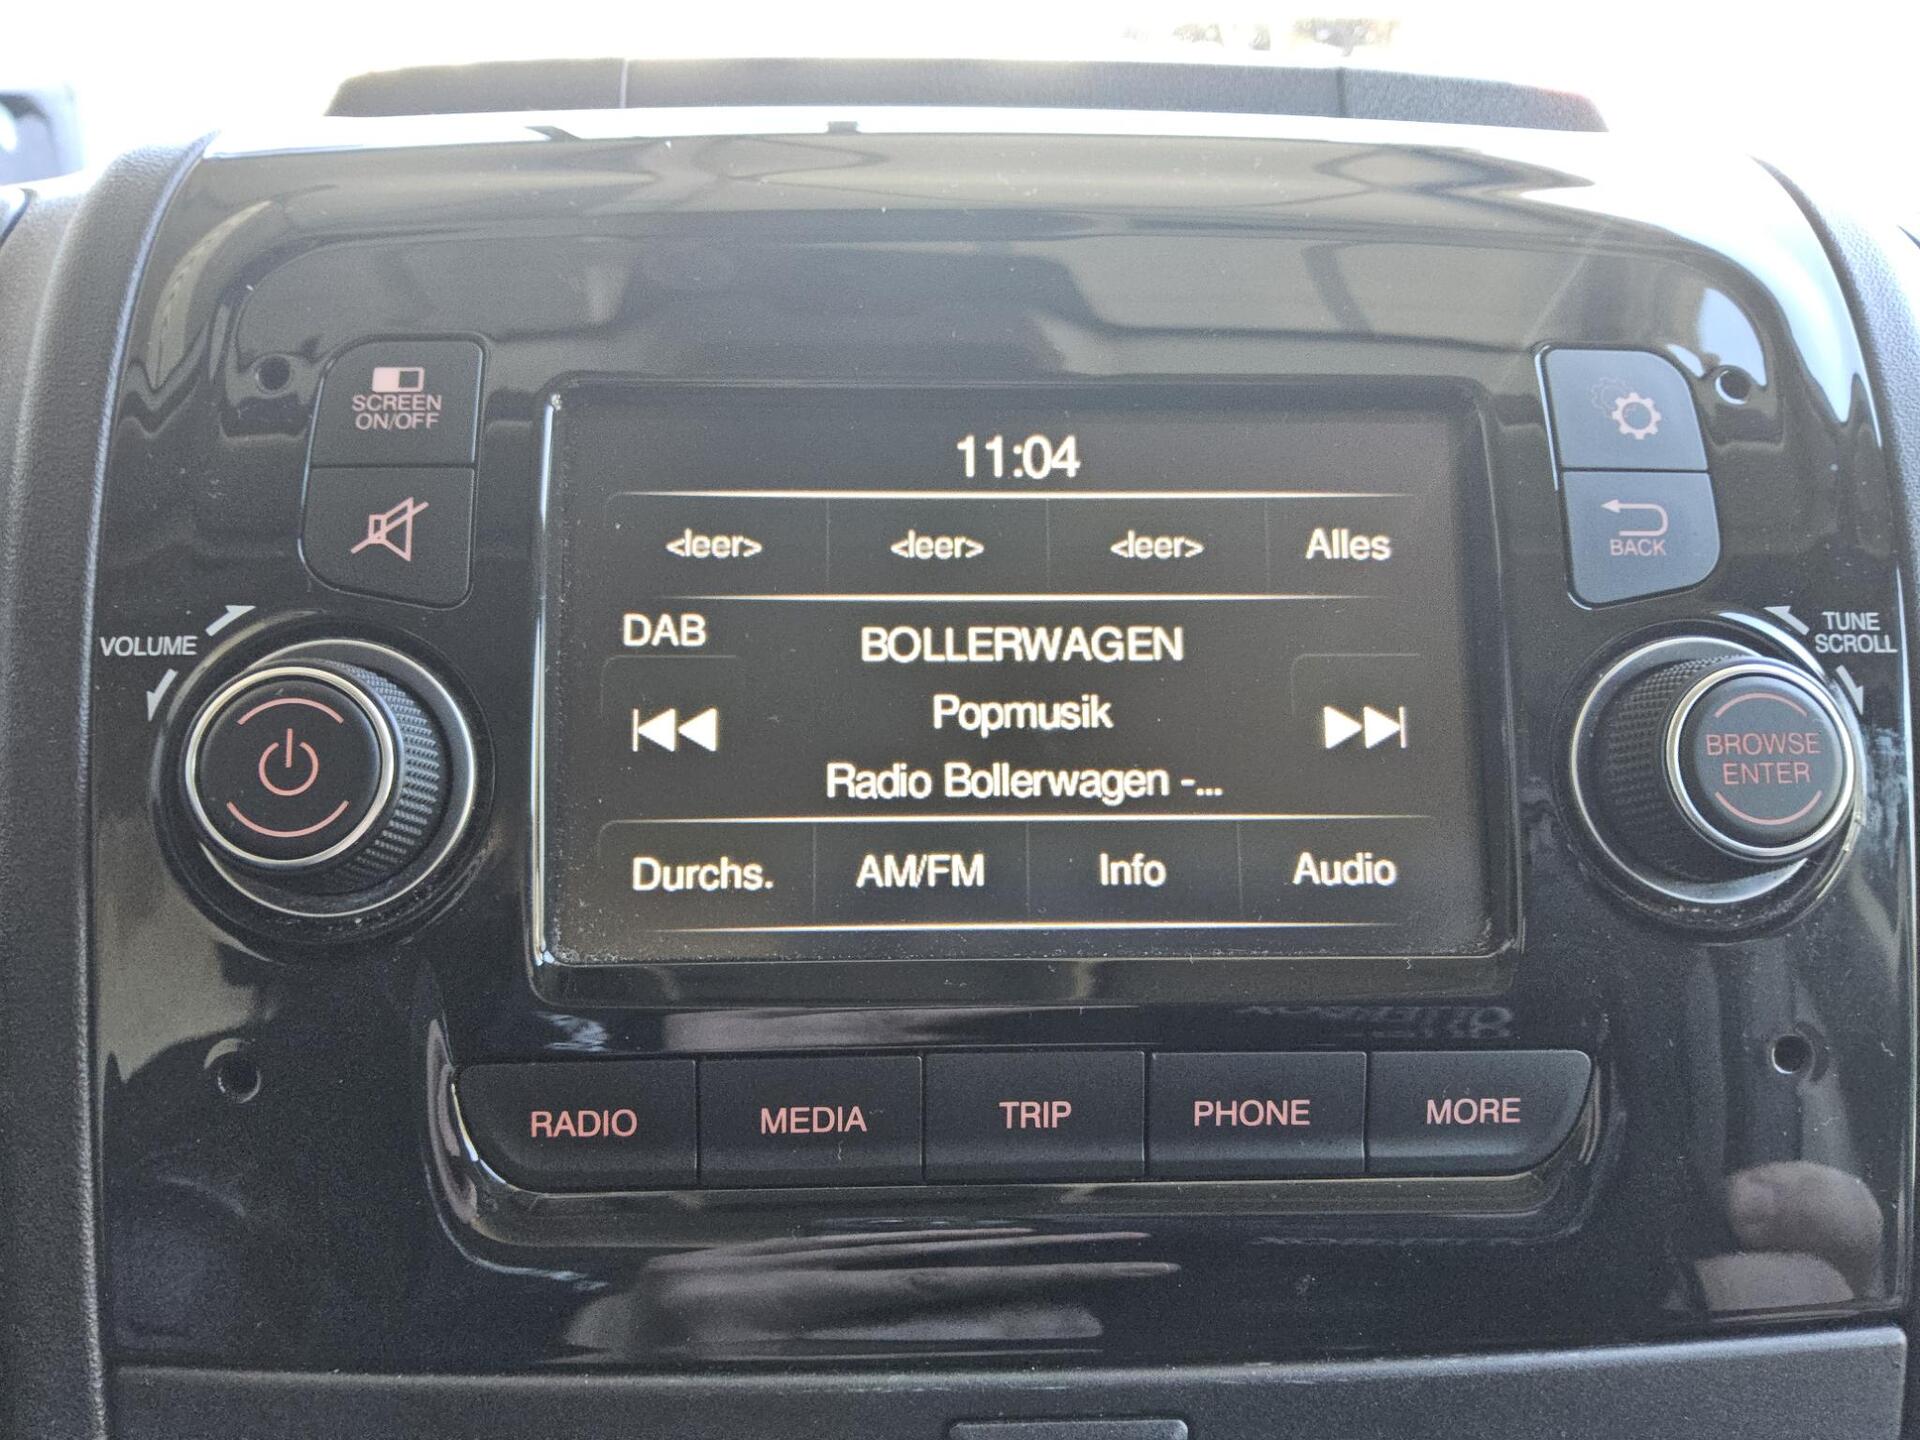 SCREEN
ON/OFF
VOLUME
11:04
<leer> <leer> <leer> Alles
DAB
BOLLERWAGEN
Popmusik
Radio Bollerwagen -...
Durchs. AM/FM Info Audio
BACK
TUNE
SCROLL
BROWSE
ENTER
RADIO MEDIA TRIP PHONE MORE